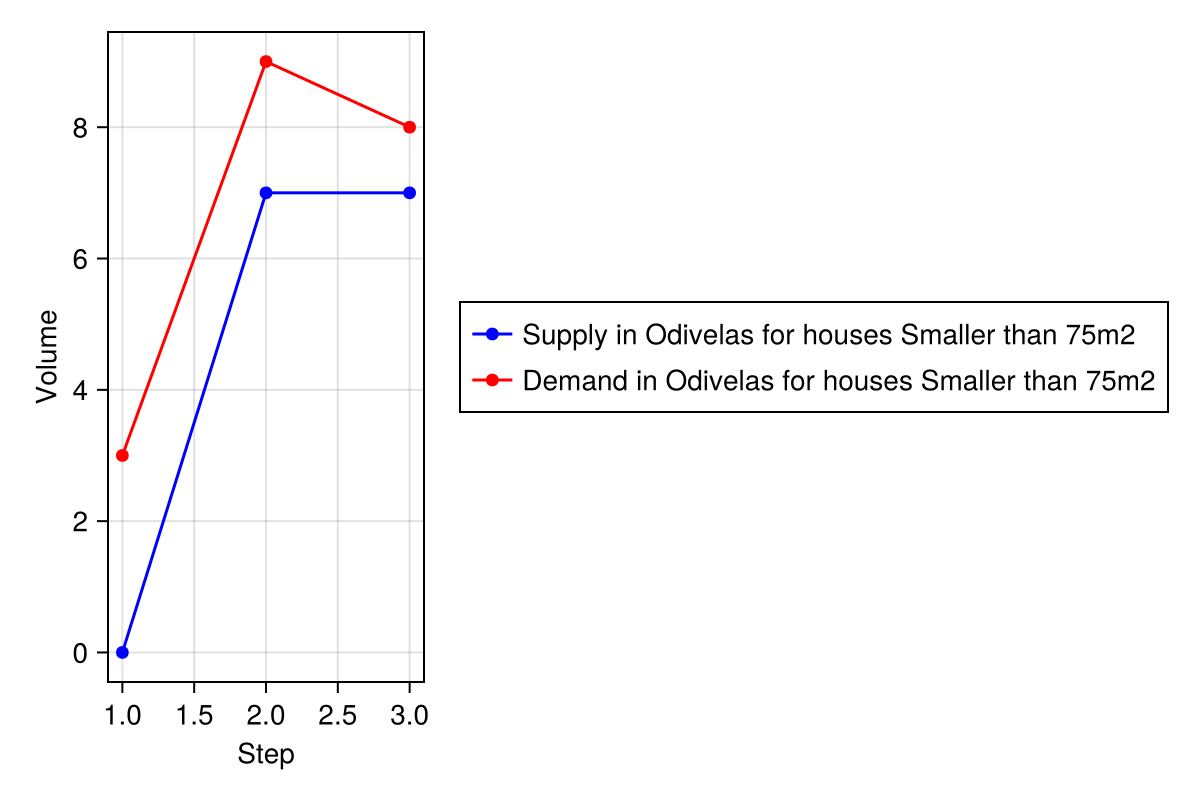 8
6
4
2
0
Volume
1.0 1.5 2.0 2.5 3.0
Step
Supply in Odivelas for houses Smaller than 75m2
Demand in Odivelas for houses Smaller than 75m2